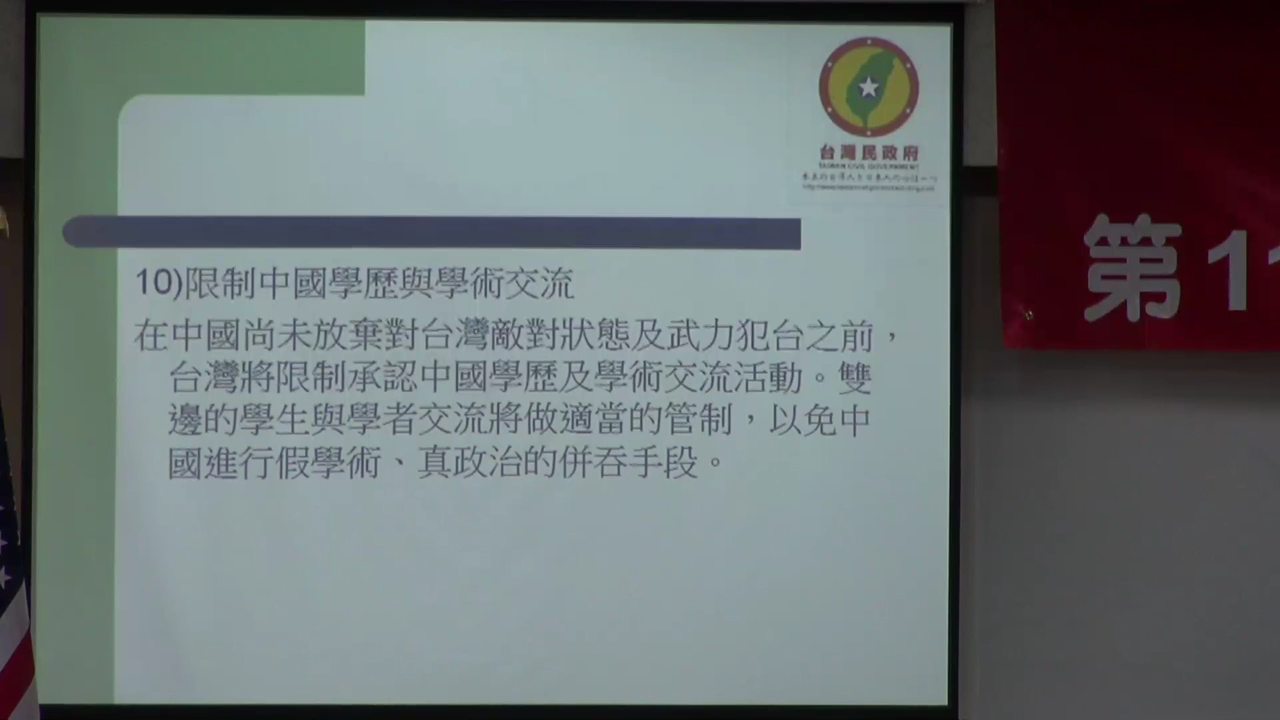 台灣民政府
TAIWAN CIVIL GOVERNMENT
第 11
10)限制中國學歷與學術交流
在中國尚未放棄對台灣敵對狀態及武力犯台之前，
台灣將限制承認中國學歷及學術交流活動。雙
邊的學生與學者交流將做適當的管制，以免中
國進行假學術、真政治的併吞手段。